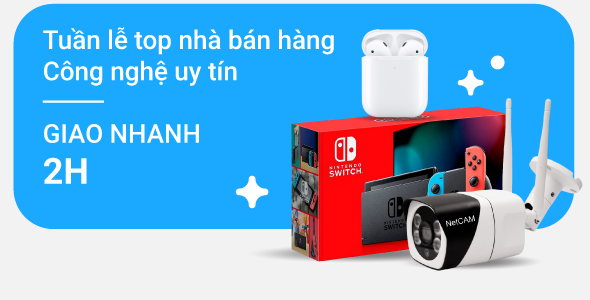 Tuần lễ top nhà bán hàng
Công nghệ uy tín
GIAO NHANH
2H
NINTENDO
SWITCH
NetCAM